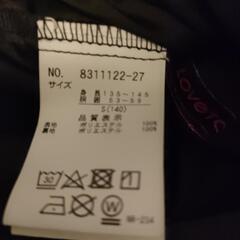 NO. 8311122-27
サイズ
身長 135-145
胸囲 53-59
S(140)
品質表示
表地 ポリエステル 100%
裏地 ポリエステル 100%
30
Lovetc